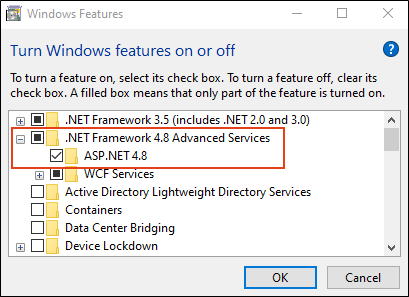 Windows Features
Turn Windows features on or off
?
To turn a feature on, select its check box. To turn a feature off, clear its
check box. A filled box means that only part of the feature is turned on.
.NET Framework 3.5 (includes .NET 2.0 and 3.0)
.NET Framework 4.8 Advanced Services
ASP.NET 4.8
WCF Services
Active Directory Lightweight Directory Services
Containers
Data Center Bridging
Device Lockdown
OK
Cancel